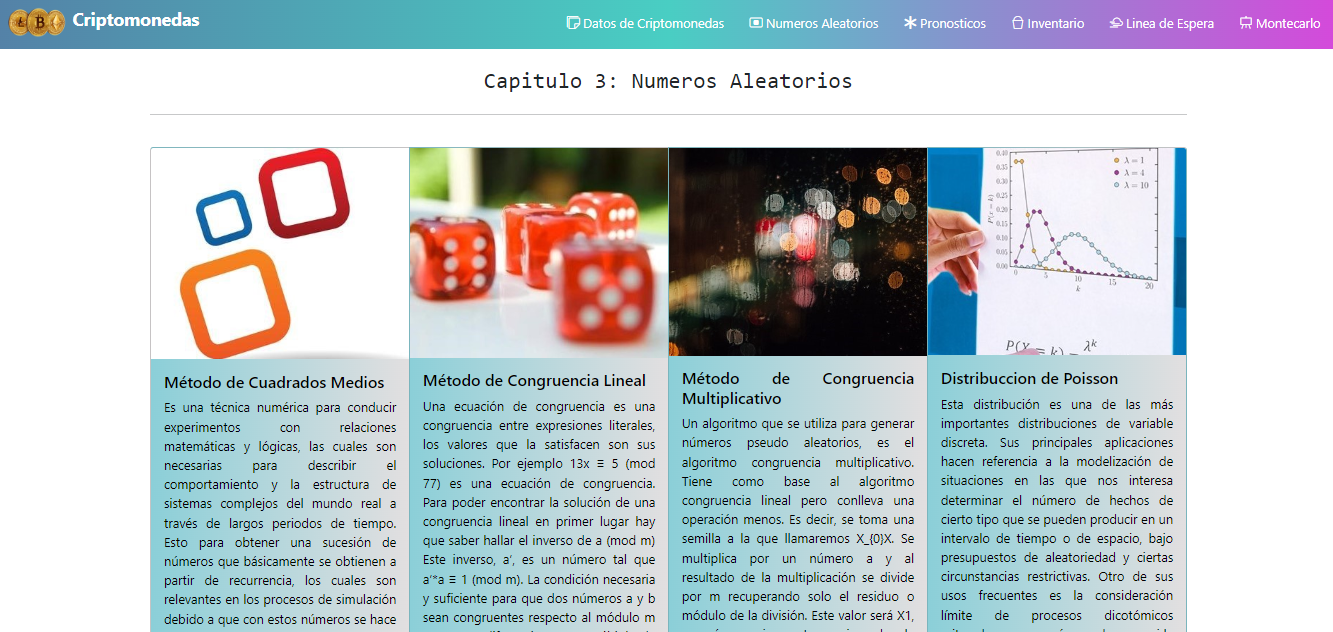 Criptomonedas
Datos de Criptomonedas
Numeros Aleatorios
Pronosticos
Inventario
Linea de Espera
Montecarlo
Capitulo 3: Numeros Aleatorios
0.40
0.35
0.30
0.25
0.20
0.15
0.10
0.05
0.00
P(x = k)
λ = 1
λ = 4
λ = 10
0
5
10
15
20
k
P(X = k) = λᵏ
Método de Cuadrados Medios
Es una técnica numérica para conducir
experimentos con relaciones
matemáticas y lógicas, las cuales son
necesarias para describir el
comportamiento y la estructura de
sistemas complejos del mundo real a
través de largos periodos de tiempo.
Esto para obtener una sucesión de
números que básicamente se obtienen a
partir de recurrencia, los cuales son
relevantes en los procesos de simulación
debido a que con estos números se hace
Método de Congruencia Lineal
Una ecuación de congruencia es una
congruencia entre expresiones literales,
los valores que la satisfacen son sus
soluciones. Por ejemplo 13x ≡ 5 (mod
77) es una ecuación de congruencia.
Para poder encontrar la solución de una
congruencia lineal en primer lugar hay
que saber hallar el inverso de a (mod m)
Este inverso, a’, es un número tal que
a’*a ≡ 1 (mod m). La condición necesaria
y suficiente para que dos números a y b
sean congruentes respecto al módulo m
Método de Congruencia
Multiplicativo
Un algoritmo que se utiliza para generar
números pseudo aleatorios, es el
algoritmo congruencia multiplicativo.
Tiene como base al algoritmo
congruencia lineal pero conlleva una
operación menos. Es decir, se toma una
semilla a la que llamaremos X_{0}X. Se
multiplica por un número a y al
resultado de la multiplicación se divide
por m recuperando solo el residuo o
módulo de la división. Este valor será X1,
Distribuccion de Poisson
Esta distribución es una de las más
importantes distribuciones de variable
discreta. Sus principales aplicaciones
hacen referencia a la modelización de
situaciones en las que nos interesa
determinar el número de hechos de
cierto tipo que se pueden producir en un
intervalo de tiempo o de espacio, bajo
presupuestos de aleatoriedad y ciertas
circunstancias restrictivas. Otro de sus
usos frecuentes es la consideración
límite de procesos dicotómicos